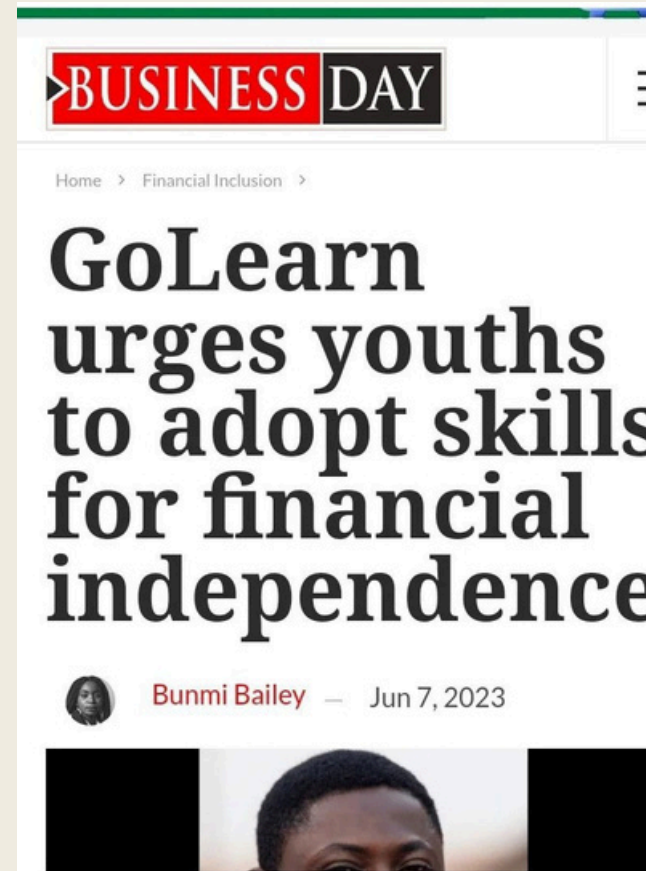 BUSINESS DAY
Home > Financial Inclusion >
GoLearn
urges youths
to adopt skills
for financial
independence
Bunmi Bailey — Jun 7, 2023